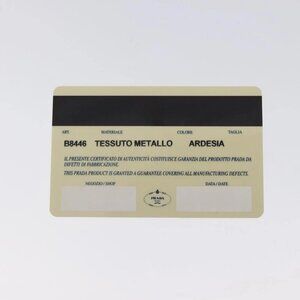 ART. MATERIALE COLORE TAGLIA
B8446 TESSUTO METALLO ARDESIA
IL PRESENTE CERTIFICATO DI AUTENTICITÀ COSTITUISCE GARANZIA DEL PRODOTTO PRADA DA
DIFETTI DI FABBRICAZIONE.
THIS PRADA PRODUCT IS GRANTED A GUARANTEE COVERING ALL MANUFACTURING DEFECTS.
NEGOZIO / SHOP DATA / DATE
PRADA